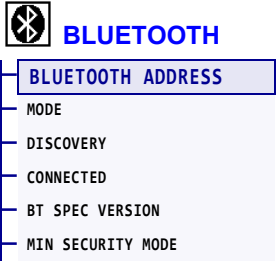 BLUETOOTH
BLUETOOTH ADDRESS
MODE
DISCOVERY
CONNECTED
BT SPEC VERSION
MIN SECURITY MODE